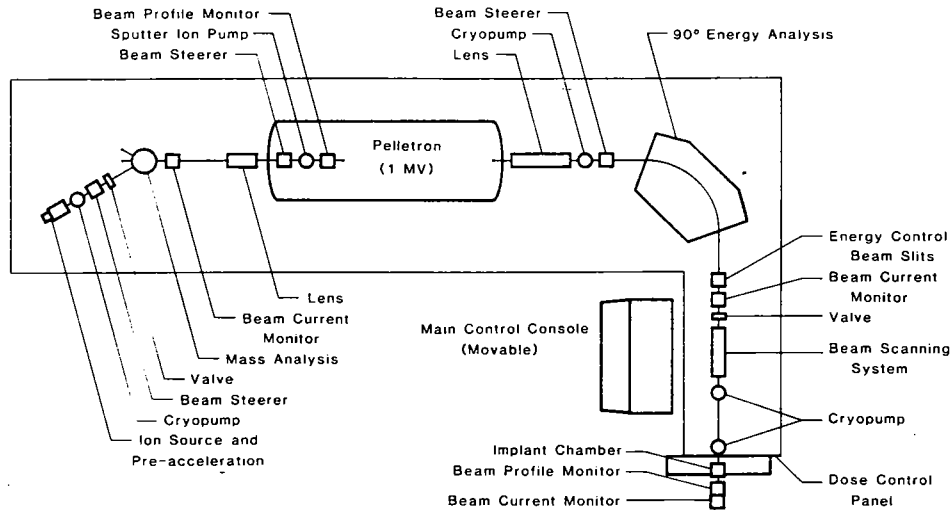 Beam Profile Monitor
Sputter Ion Pump
Beam Steerer
Beam Steerer
Cryopump
Lens
90° Energy Analysis
Pelletron
(1 MV)
Energy Control
Beam Slits
Beam Current
Monitor
Valve
Beam Scanning
System
Cryopump
Dose Control
Panel
Main Control Console
(Movable)
Lens
Beam Current
Monitor
Mass Analysis
Valve
Beam Steerer
Cryopump
Ion Source and
Pre-acceleration
Implant Chamber
Beam Profile Monitor
Beam Current Monitor